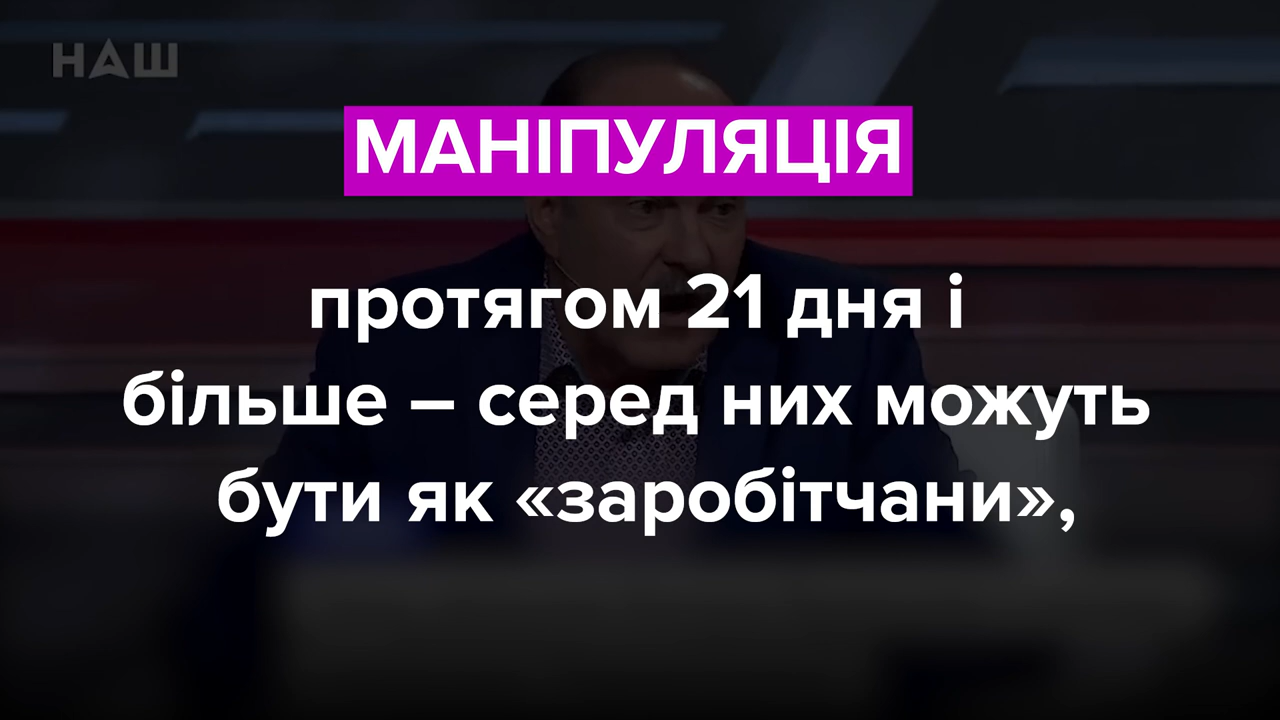 НАШ
МАНІПУЛЯЦІЯ
протягом 21 дня і
більше – серед них можуть
бути як «заробітчани»,